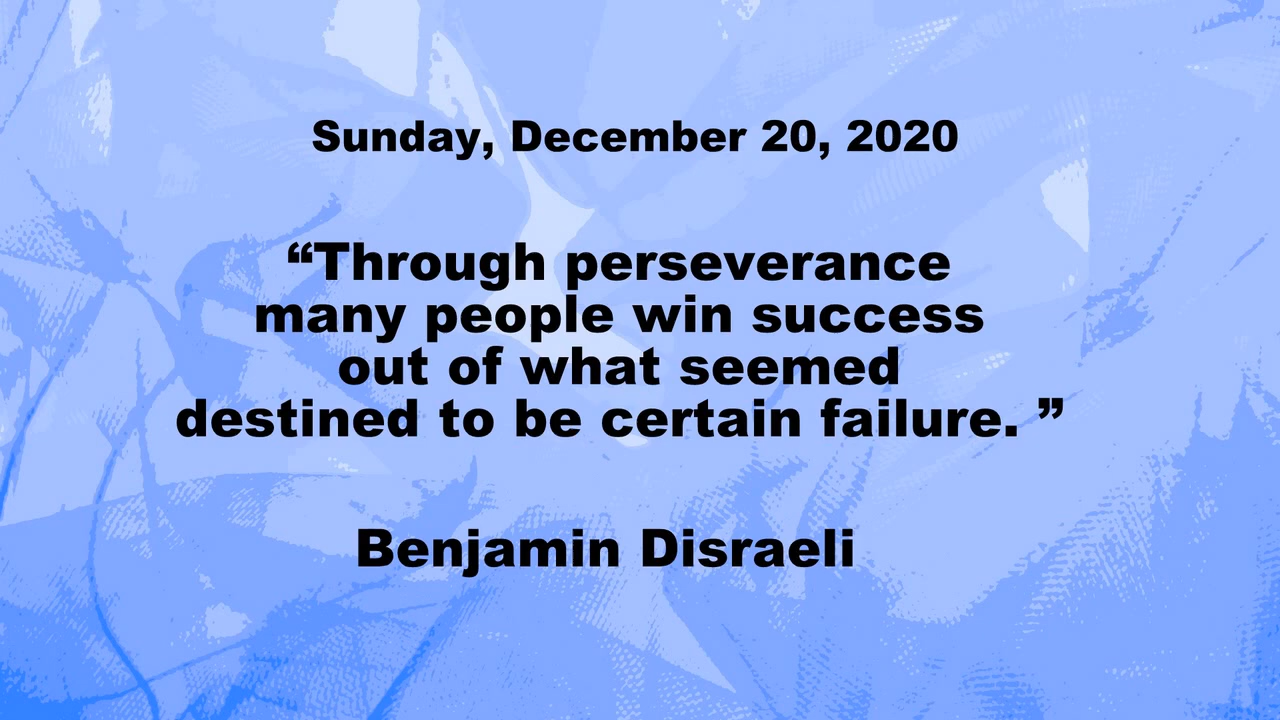 Sunday, December 20, 2020
“Through perseverance
many people win success
out of what seemed
destined to be certain failure. ”
Benjamin Disraeli